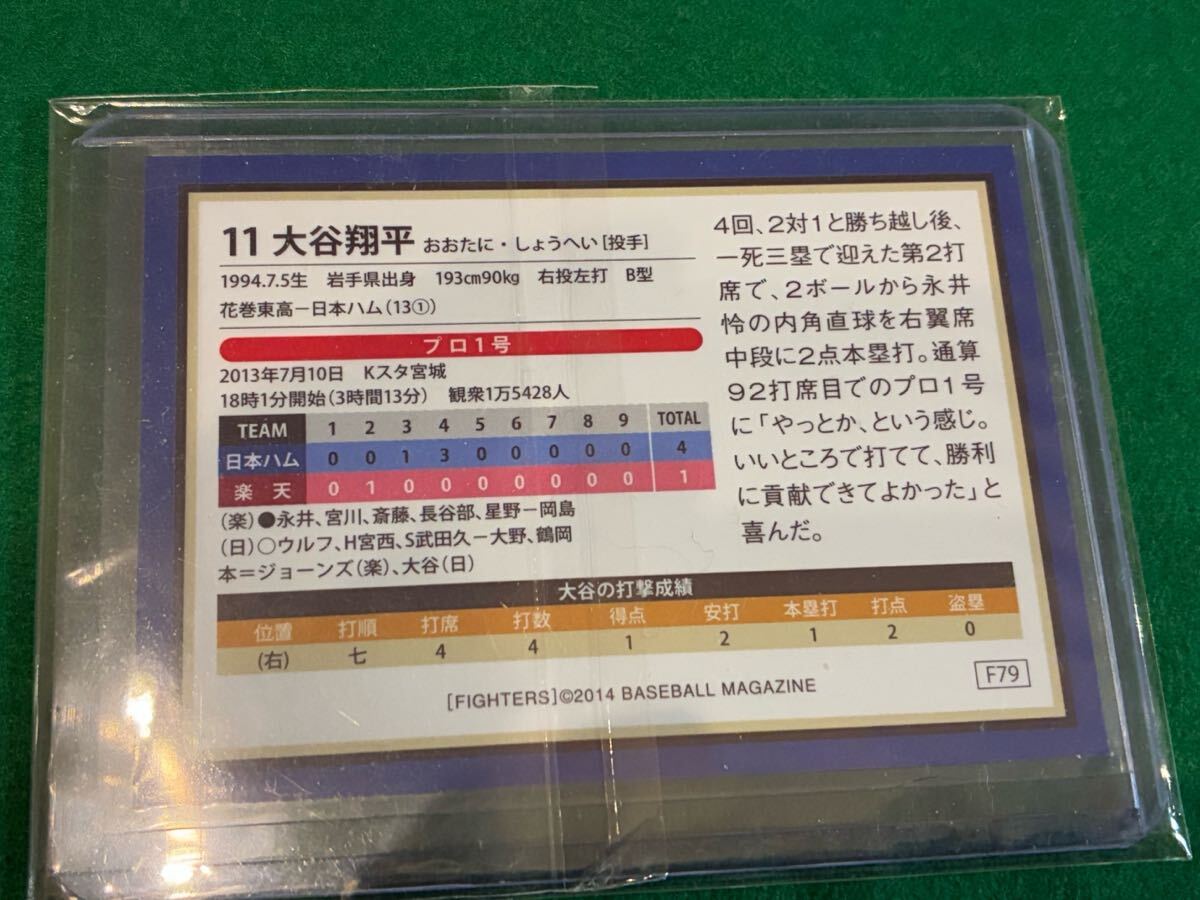 11 大谷翔平 おおたに・しょうへい[投手]
1994.7.5生 岩手県出身 193㎝90㎏ 右投左打 B型
花巻東高−日本ハム(13①)
プロ1号
2013年7月10日 Kスタ宮城
18時1分開始(3時間13分) 観衆1万5428人
TEAM 1 2 3 4 5 6 7 8 9 TOTAL
日本ハム 0 0 1 3 0 0 0 0 0 4
楽天 0 1 0 0 0 0 0 0 0 1
(楽)●永井、宮川、斎藤、長谷部、星野−岡島
(日)○ウルフ、H宮西、S武田久−大野、鶴岡
本=ジョーンズ(楽)、大谷(日)
4回、2対1と勝ち越し後、
一死三塁で迎えた第2打
席で、2ボールから永井
怜の内角直球を右翼席
中段に2点本塁打。通算
92打席目でのプロ1号
に「やっとか、という感じ。
いいところで打てて、勝利
に貢献できてよかった」と
喜んだ。
大谷の打撃成績
位置 打順 打席 打数 得点 安打 本塁打 打点 盗塁
(右) 七 4 4 1 2 1 2 0
F79
[FIGHTERS]©2014 BASEBALL MAGAZINE